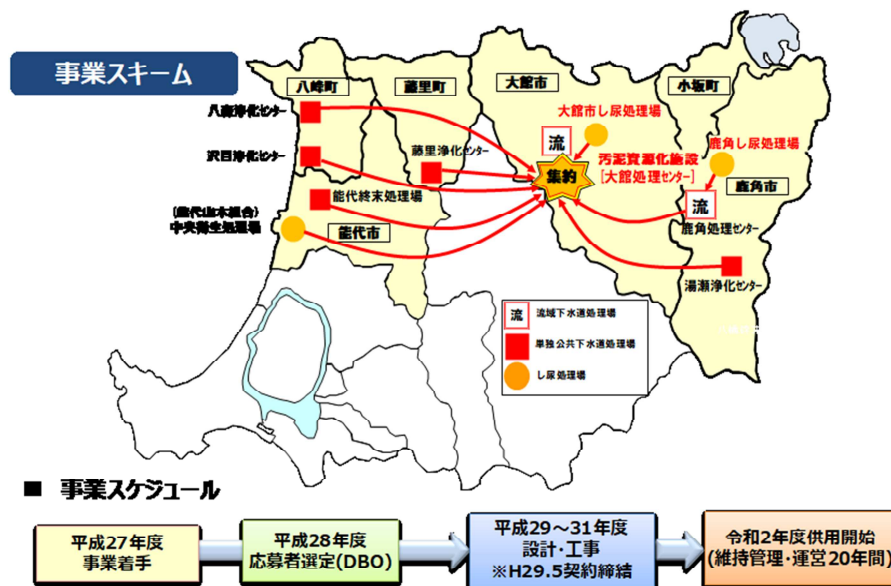 事業スキーム
八峰町
藤里町
大館市
小坂町
八森浄化センター
大館市し尿処理場
鹿角し尿処理場
流
沢目浄化センター
藤里浄化センター
汚泥資源化施設
[大館処理センター]
集約
鹿角市
流
能代終末処理場
(能代山本組合)
中央衛生処理場
能代市
鹿角処理センター
湯瀬浄化センター
流 流域下水道処理場
単独公共下水道処理場
し尿処理場
■ 事業スケジュール
平成27年度
事業着手
平成28年度
応募者選定(DBO)
平成29～31年度
設計・工事
※H29.5契約締結
令和2年度供用開始
(維持管理・運営20年間)